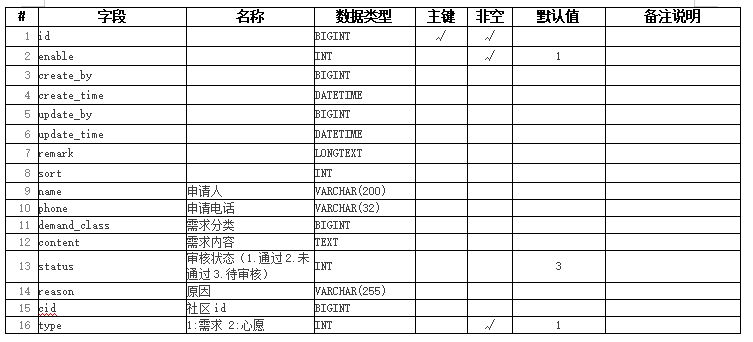 # 字段 名称 数据类型 主键 非空 默认值 备注说明
1 id BIGINT √ √
2 enable INT √ 1
3 create_by BIGINT
4 create_time DATETIME
5 update_by BIGINT
6 update_time DATETIME
7 remark LONGTEXT
8 sort INT
9 name 申请人 VARCHAR(200)
10 phone 申请电话 VARCHAR(32)
11 demand_class 需求分类 BIGINT
12 content 需求内容 TEXT
13 status 审核状态（1.通过2.未
通过3.待审核） INT 3
14 reason 原因 VARCHAR(255)
15 cid 社区id BIGINT
16 type 1:需求 2:心愿 INT √ 1